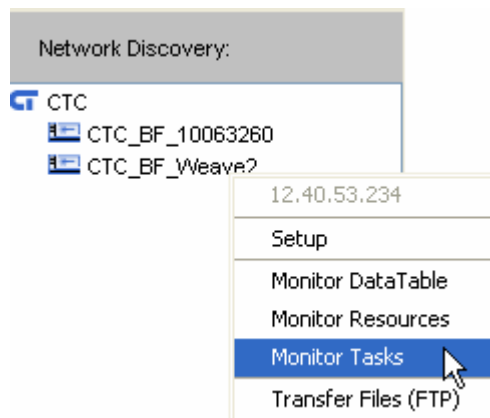 Network Discovery:
CTC
CTC_BF_10063260
CTC_BF_Weave2
12.40.53.234
Setup
Monitor DataTable
Monitor Resources
Monitor Tasks
Transfer Files (FTP)